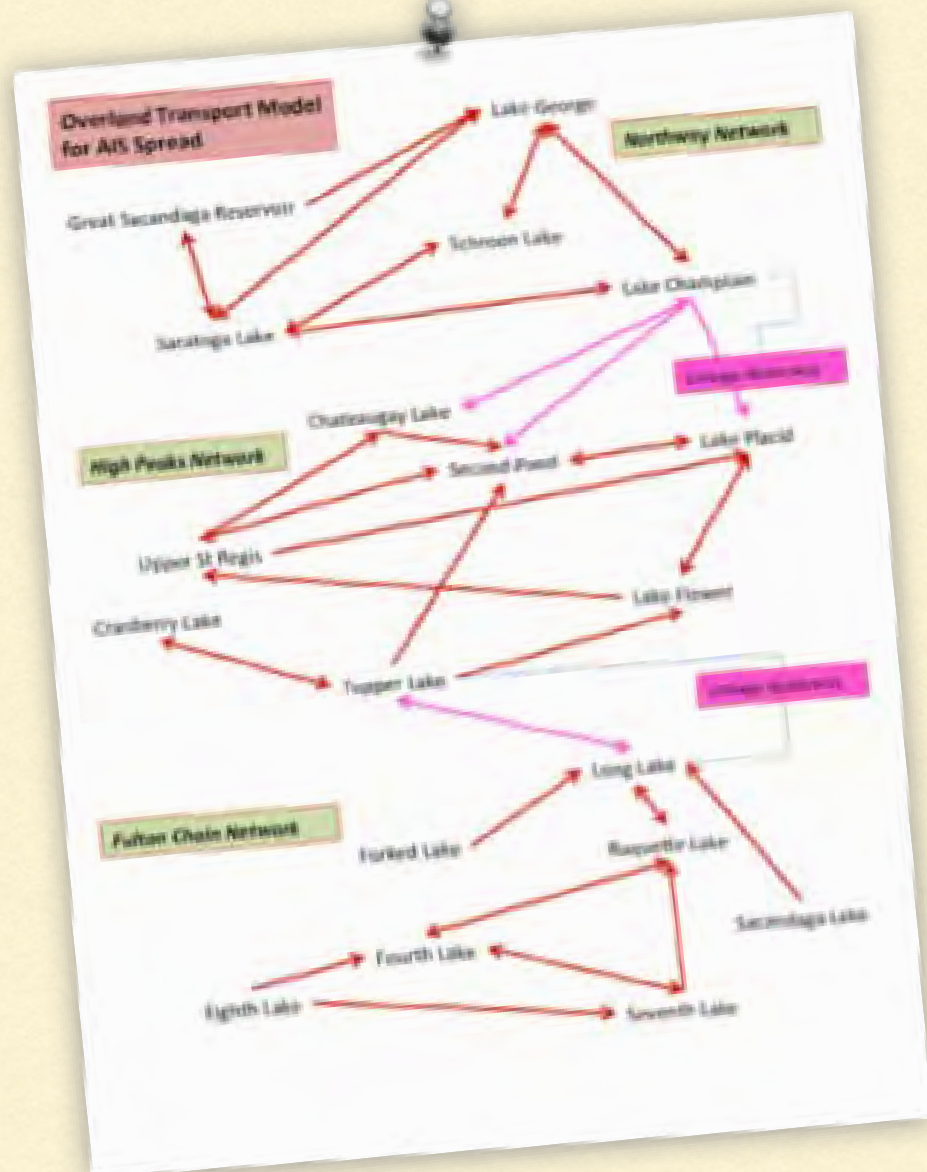 Overland Transport Model
for AIS Spread
Lake George
Northway Network
Great Sacandaga Reservoir
Schroon Lake
Lake Champlain
Saratoga Lake
Chateaugay Lake
High Peaks Network
Second Pond
Lake Placid
Upper St Regis
Lake Flower
Cranberry Lake
Tupper Lake
Long Lake
Fulton Chain Network
Forked Lake
Raquette Lake
Sacandaga Lake
Fourth Lake
Eighth Lake
Seventh Lake